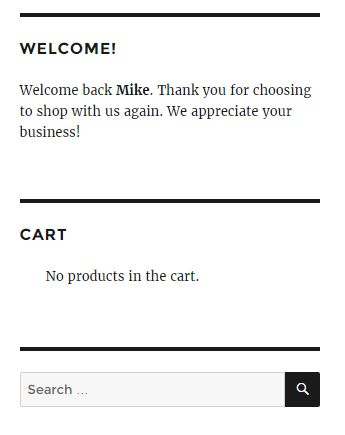 WELCOME!
Welcome back Mike. Thank you for choosing
to shop with us again. We appreciate your
business!
CART
No products in the cart.
Search …